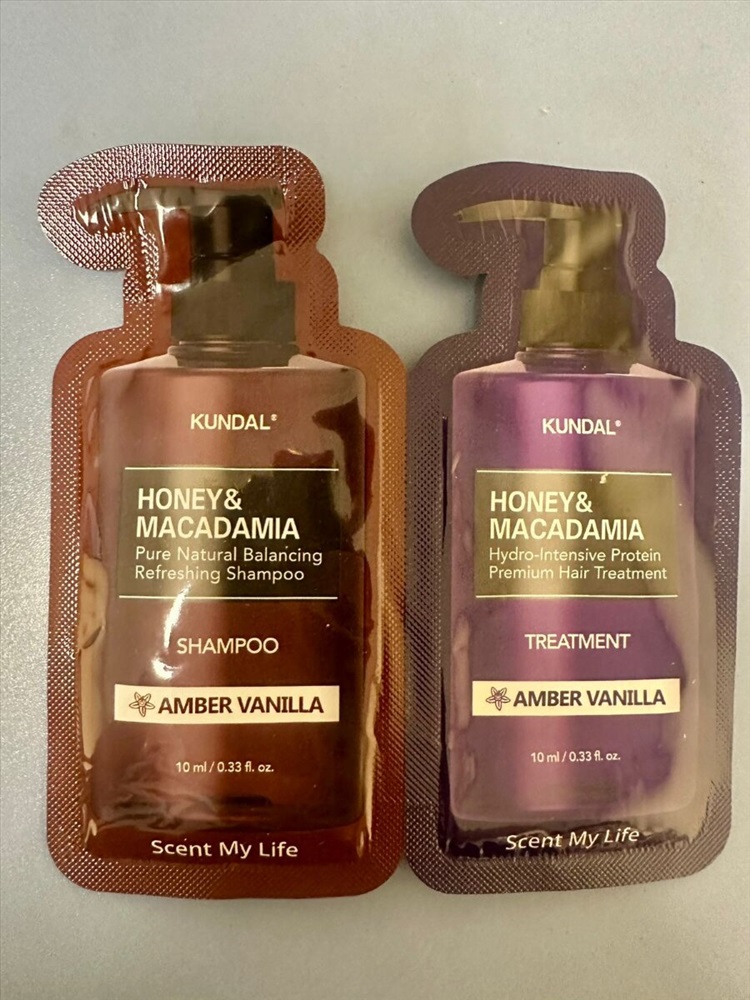 KUNDAL®
HONEY&
MACADAMIA
Pure Natural Balancing
Refreshing Shampoo
SHAMPOO
AMBER VANILLA
10 ml / 0.33 fl. oz.
Scent My Life
KUNDAL®
HONEY&
MACADAMIA
Hydro-Intensive Protein
Premium Hair Treatment
TREATMENT
AMBER VANILLA
10 ml / 0.33 fl. oz.
Scent My Life